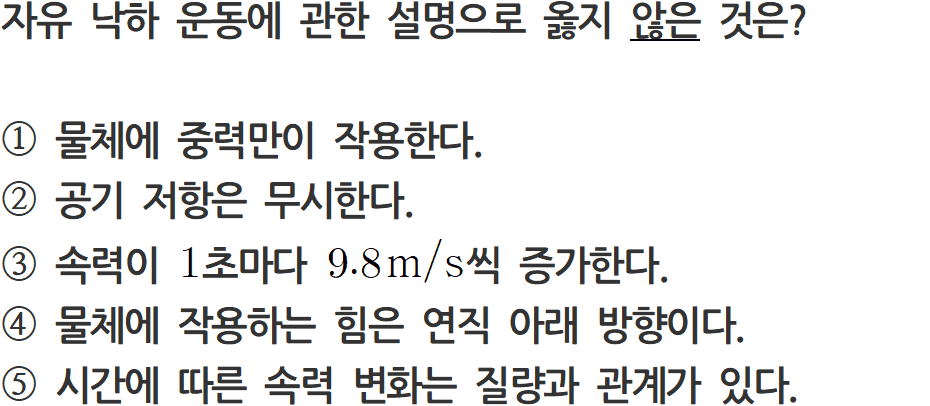 자유 낙하 운동에 관한 설명으로 옳지 않은 것은?
① 물체에 중력만이 작용한다.
② 공기 저항은 무시한다.
③ 속력이 1초마다 9.8m/s씩 증가한다.
④ 물체에 작용하는 힘은 연직 아래 방향이다.
⑤ 시간에 따른 속력 변화는 질량과 관계가 있다.